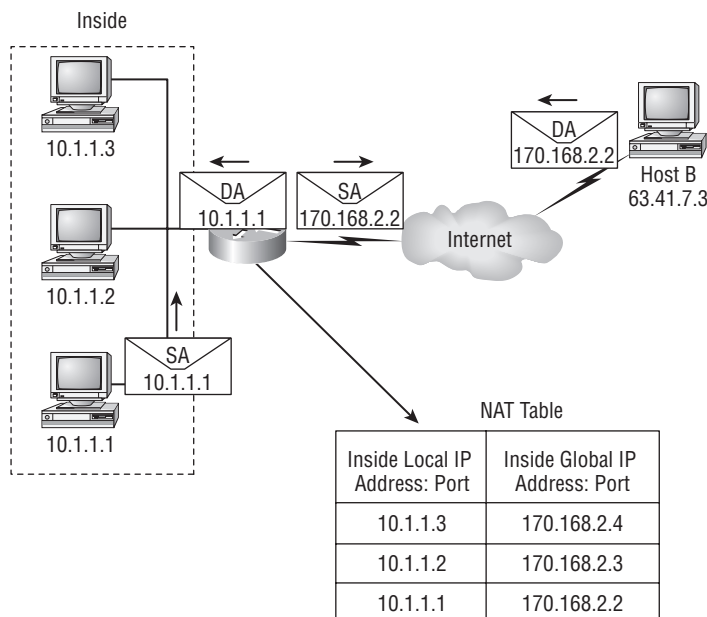 Inside
10.1.1.3
10.1.1.2
10.1.1.1
SA
10.1.1.1
DA
10.1.1.1
SA
170.168.2.2
Internet
DA
170.168.2.2
Host B
63.41.7.3
NAT Table
Inside Local IP
Address: Port
Inside Global IP
Address: Port
10.1.1.3
170.168.2.4
10.1.1.2
170.168.2.3
10.1.1.1
170.168.2.2